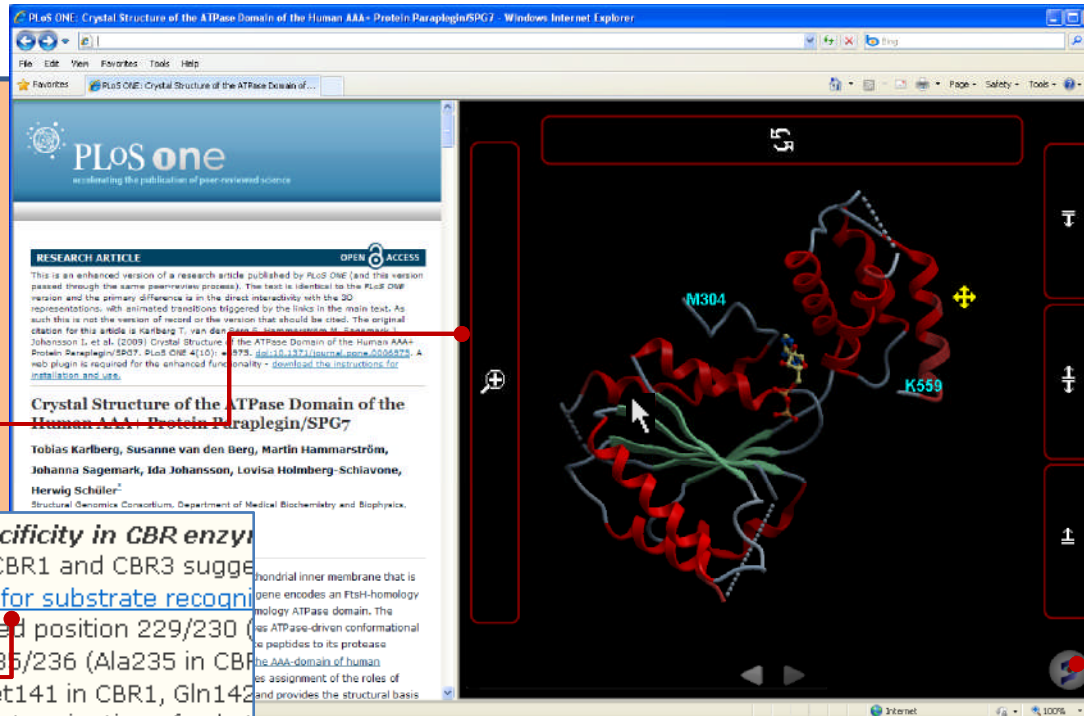 PLoS ONE: Crystal Structure of the ATPase Domain of the Human AAA+ Protein Paraplegin/SPG7 - Windows Internet Explorer
Bing
File Edit View Favorites Tools Help
Favorites PLoS ONE: Crystal Structure of the ATPase Domain of ... Page - Safety - Tools -
PLoS one
accelerating the publication of peer-reviewed science
RESEARCH ARTICLE OPEN ACCESS
This is an enhanced version of a research article published by PLoS ONE (and this version
passed through the same peer-review process). The text is identical to the PLoS ONE
version and the primary difference is in the direct interactivity with the 3D
representations, with animated transitions triggered by the links in the main text. As
such this is not the version of record or the version that should be cited. The original
citation for this article is Karlberg T, van den Berg S, Hammarström M, Sagemark J,
Johansson I, et al. (2009) Crystal Structure of the ATPase Domain of the Human AAA+
Protein Paraplegin/SPG7. PLoS ONE 4(10): e6975. doi:10.1371/journal.pone.0006975. A
web plugin is required for the enhanced functionality - download the instructions for
installation and use.
Crystal Structure of the ATPase Domain of the
Human AAA+ Protein Paraplegin/SPG7
Tobias Karlberg, Susanne van den Berg, Martin Hammarström,
Johanna Sagemark, Ida Johansson, Lovisa Holmberg-Schiavone,
Herwig Schüler*
Structural Genomics Consortium, Department of Medical Biochemistry and Biophysics,
cificity in CBR enzy
CBR1 and CBR3 sugge
for substrate recogni
ed position 229/230 (
35/236 (Ala235 in CBR
et141 in CBR1, Gln142
hondrial inner membrane that is
gene encodes an FtsH-homology
mology ATPase domain. The
es ATPase-driven conformational
e peptides to its protease
he AAA-domain of human
es assignment of the roles of
and provides the structural basis
M304
K559
Internet 100%